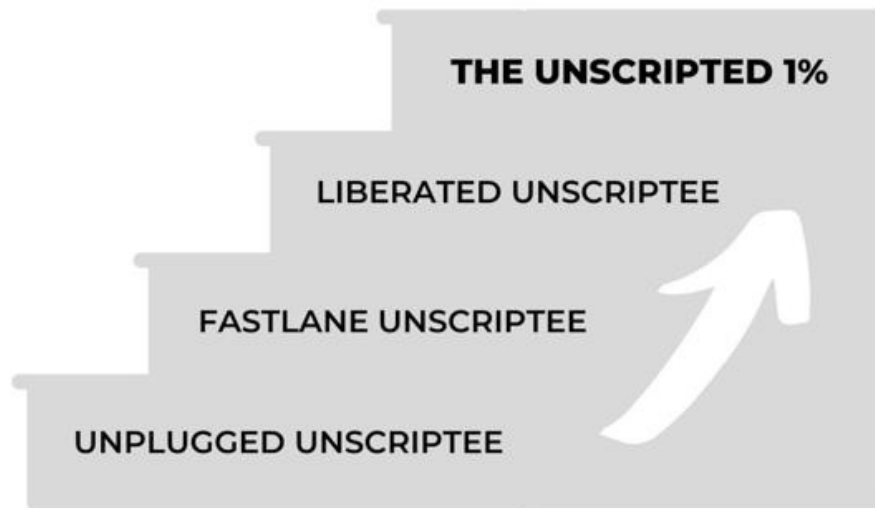 THE UNSCRIPTED 1%
LIBERATED UNSCRIPTEE
FASTLANE UNSCRIPTEE
UNPLUGGED UNSCRIPTEE